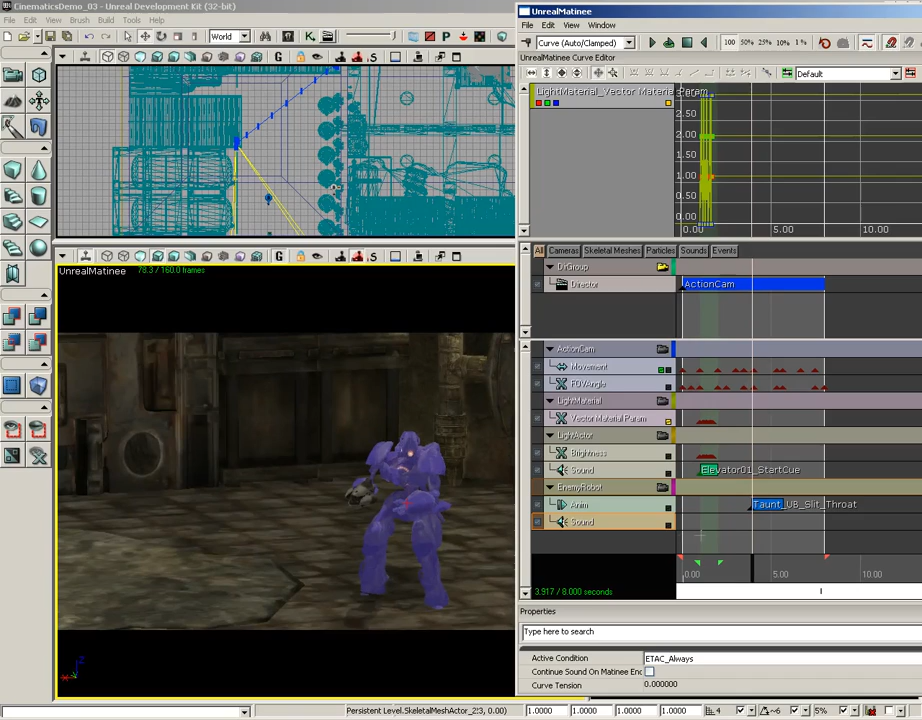 CinematicsDemo_03 - Unreal Development Kit (32-bit)
File Edit View Brush Build Tools Help
World
G S
UnrealMatinee
78.3 / 160.0 frames
Z
X
Persistent Level.SkeletalMeshActor_2:3, 0.00)
UnrealMatinee
File Edit View Window
Curve (Auto/Clamped)
100 50% 25% 10% 1%
UnrealMatinee Curve Editor
Default
LightMaterial_Vector Material Param
2.50
2.00
1.50
1.00
0.50
0.00
0.00 5.00 10.00
All Cameras Skeletal Meshes Particles Sounds Events
DirGroup
Director
ActionCam
ActionCam
Movement
FOVAngle
LightMaterial
Vector Material Param
LightActor
Brightness
Sound
Elevator01_StartCue
EnemyRobot
Anim
Taunt_UB_Slit_Throat
Sound
0.00 5.00 10.00
3.917 / 8.000 seconds
Properties
Type here to search
Active Condition ETAC_Always
Continue Sound On Matinee End
Curve Tension 0.000000
1.0000 1.0000 1.0000 1.0000 4 6 5%